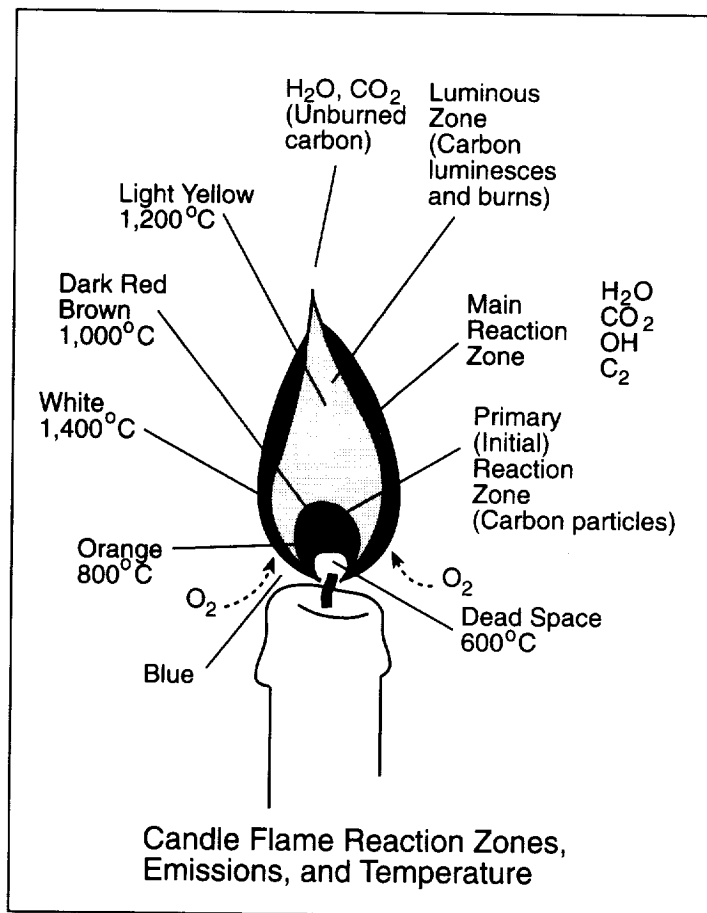 H₂O, CO₂
(Unburned
carbon)
Luminous
Zone
(Carbon
luminesces
and burns)
Light Yellow
1,200°C
Dark Red
Brown
1,000°C
Main
Reaction
Zone
H₂O
CO₂
OH
C₂
White
1,400°C
Primary
(Initial)
Reaction
Zone
(Carbon particles)
Orange
800°C
O₂
O₂
Dead Space
600°C
Blue
Candle Flame Reaction Zones,
Emissions, and Temperature